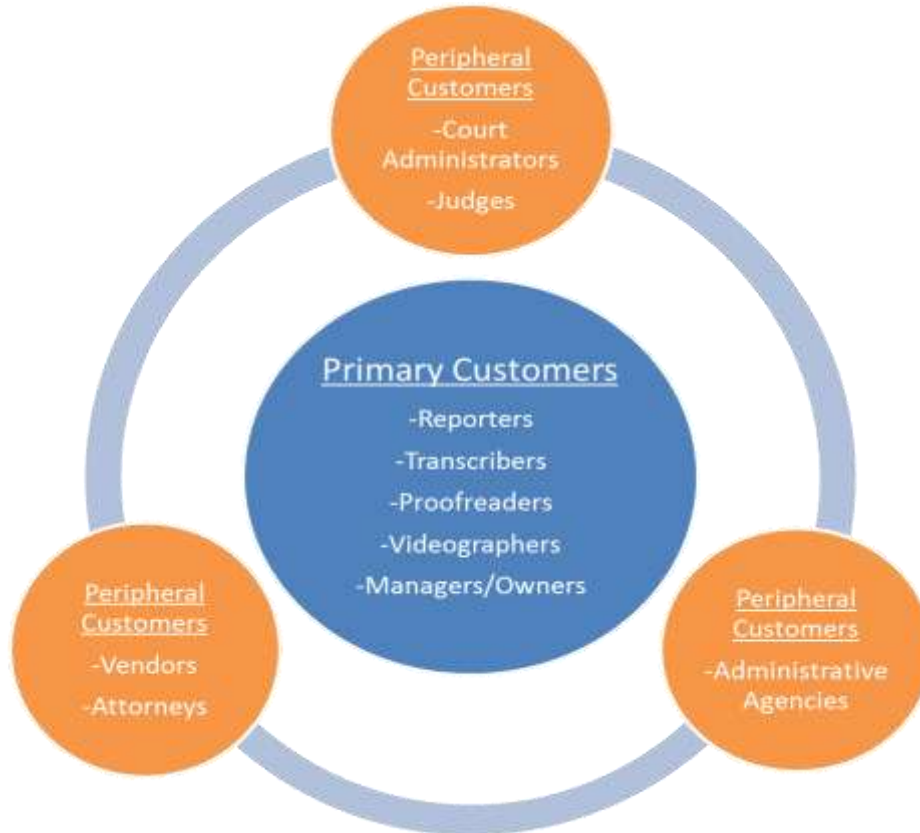 Peripheral
Customers
-Court
Administrators
-Judges
Primary Customers
-Reporters
-Transcribers
-Proofreaders
-Videographers
-Managers/Owners
Peripheral
Customers
-Vendors
-Attorneys
Peripheral
Customers
-Administrative
Agencies